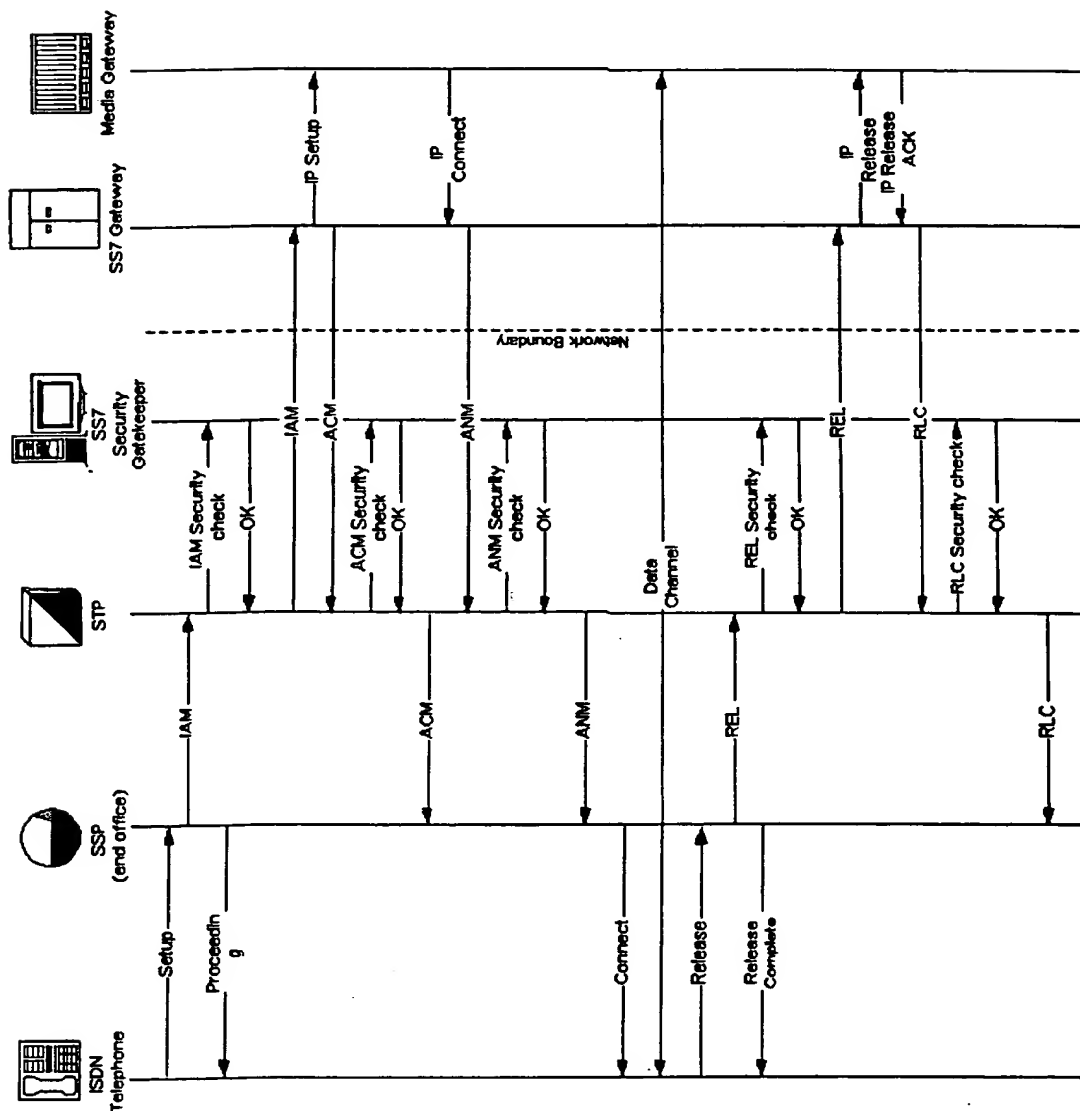 ISDN
Telephone
SSP
(end office)
STP
SS7
Security
Gatekeeper
SS7 Gateway
Media Gateway
Setup
IAM
IAM Security
check
Proceedin
g
OK
IAM
IP Setup
ACM
ACM Security
check
OK
ACM
IP
Connect
ANM
ANM Security
check
OK
ANM
Connect
Network Boundary
Data
Channel
Release
REL
REL Security
check
Release
Complete
OK
REL
IP
Release
IP Release
ACK
RLC
RLC Security check
OK
RLC